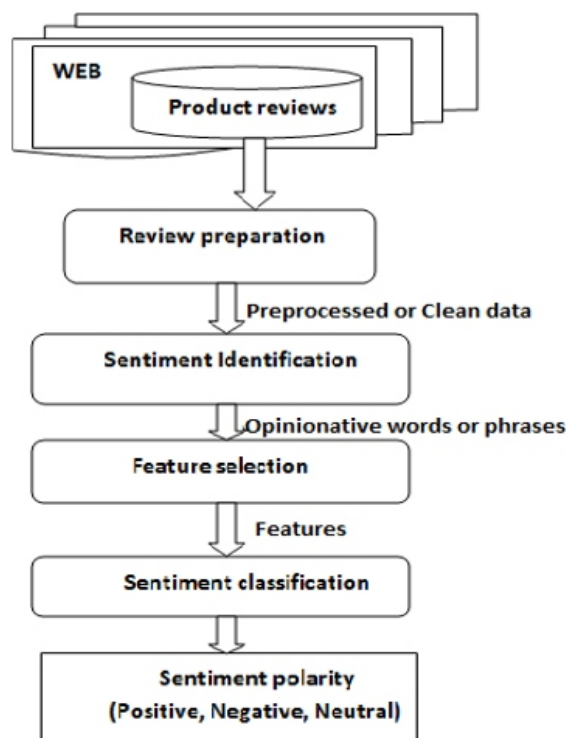 WEB
Product reviews
Review preparation
Preprocessed or Clean data
Sentiment Identification
Opinionative words or phrases
Feature selection
Features
Sentiment classification
Sentiment polarity
(Positive, Negative, Neutral)